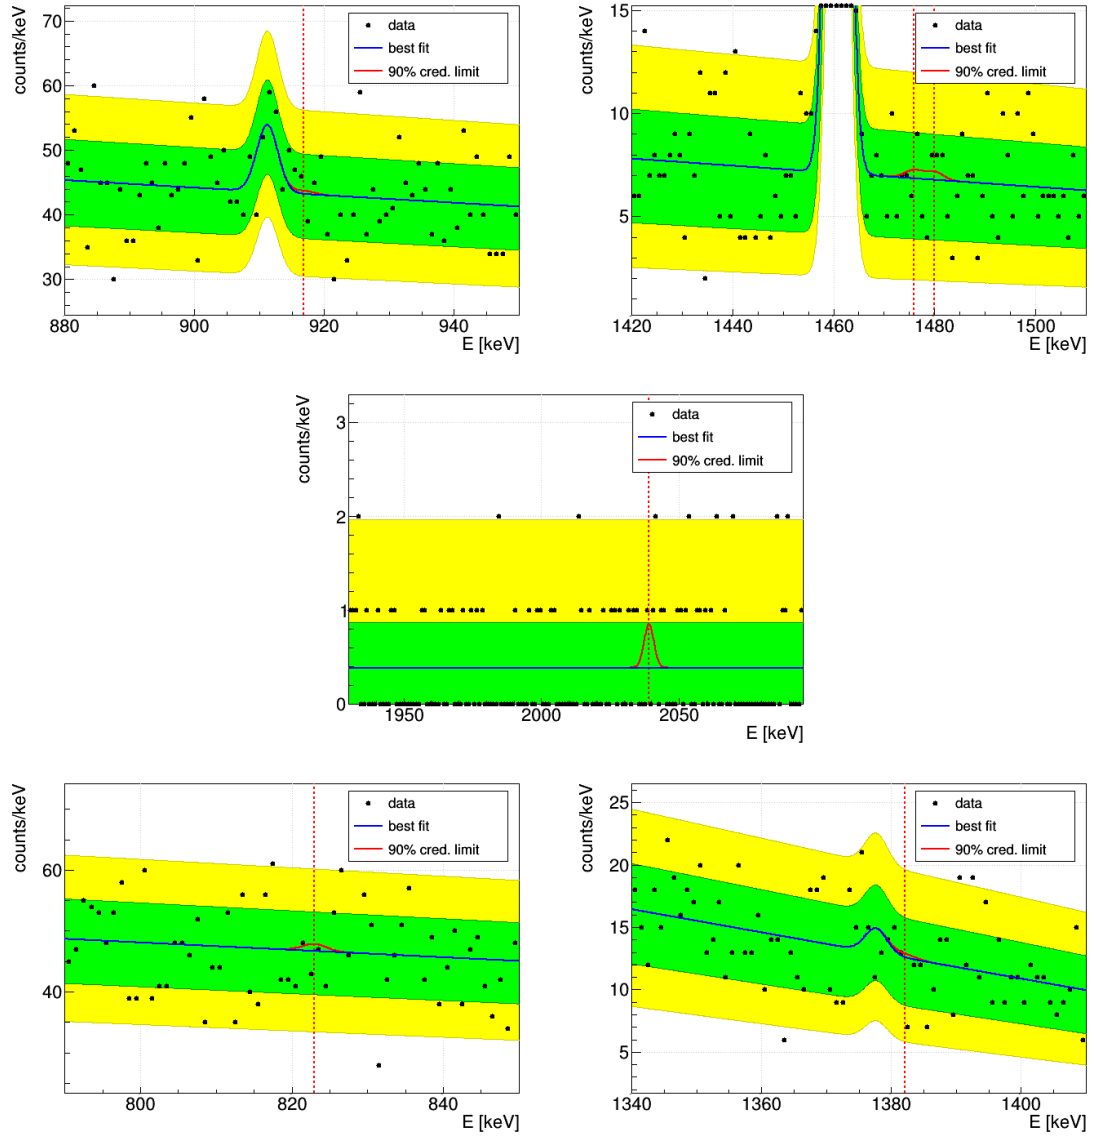 counts/keV
70
60
50
40
30
880 900 920 940
E [keV]
data
best fit
90% cred. limit
counts/keV
15
10
5
1420 1440 1460 1480 1500
E [keV]
data
best fit
90% cred. limit
counts/keV
3
2
1
0
1950 2000 2050
E [keV]
data
best fit
90% cred. limit
counts/keV
60
40
800 820 840
E [keV]
data
best fit
90% cred. limit
counts/keV
25
20
15
10
5
1340 1360 1380 1400
E [keV]
data
best fit
90% cred. limit